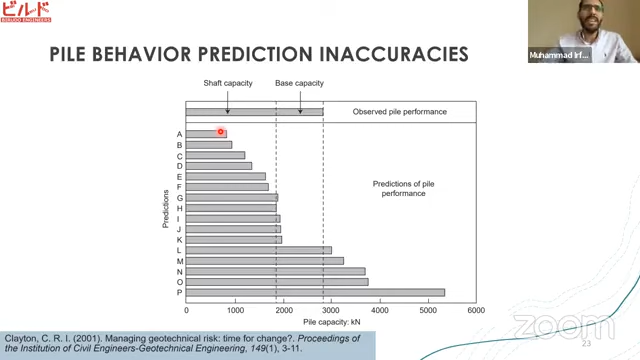 ビルド
BIRUDO ENGINEERS
Muhammad Irf...
PILE BEHAVIOR PREDICTION INACCURACIES
Shaft capacity
Base capacity
Observed pile performance
Predictions of pile
performance
Predictions
A
B
C
D
E
F
G
H
I
J
K
L
M
N
O
P
0
1000
2000
3000
4000
5000
6000
Pile capacity: kN
Clayton, C. R. I. (2001). Managing geotechnical risk: time for change?. Proceedings of
the Institution of Civil Engineers-Geotechnical Engineering, 149(1), 3-11.
zoom
23